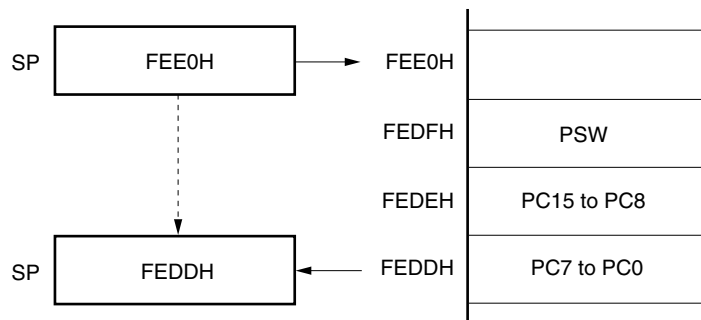 SP FEE0H FEE0H
FEDFH PSW
FEDEH PC15 to PC8
SP FEDDH FEDDH PC7 to PC0